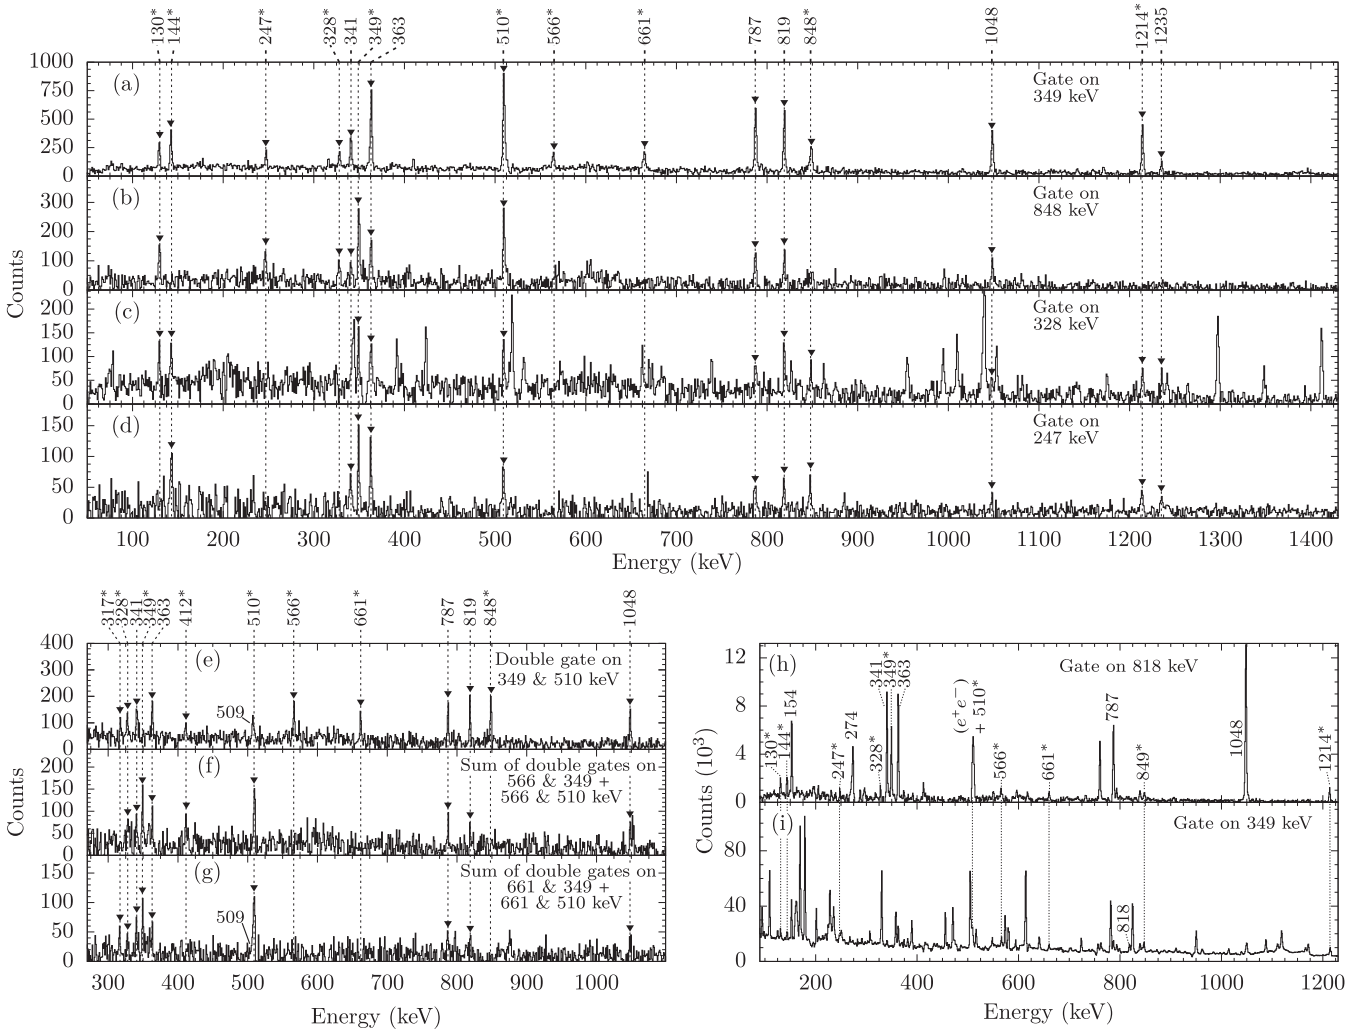 130* 144* 247* 328* 341 349* 363 510* 566* 661* 787 819 848* 1048 1214* 1235
1000
750
500
250
0
(a)
Gate on
349 keV
300
200
100
0
(b)
Gate on
848 keV
200
150
100
50
0
(c)
Gate on
328 keV
150
100
50
0
(d)
Gate on
247 keV
Counts
100 200 300 400 500 600 700 800 900 1000 1100 1200 1300 1400
Energy (keV)
317* 328* 341 349* 363 412* 510* 566* 661* 787 819 848* 1048
400
300
200
100
0
(e)
Double gate on
349 & 510 keV
509
200
150
100
50
0
(f)
Sum of double gates on
566 & 349 +
566 & 510 keV
150
100
50
0
(g)
Sum of double gates on
661 & 349 +
661 & 510 keV
509
Counts
300 400 500 600 700 800 900 1000
Energy (keV)
12
8
4
0
(h)
Gate on 818 keV
130* 144* 154 247* 274 328* 341 349* 363
(e+e−)
+ 510*
566* 661* 787 849* 1048 1214*
80
40
0
(i)
Gate on 349 keV
818
Counts (10³)
200 400 600 800 1000 1200
Energy (keV)